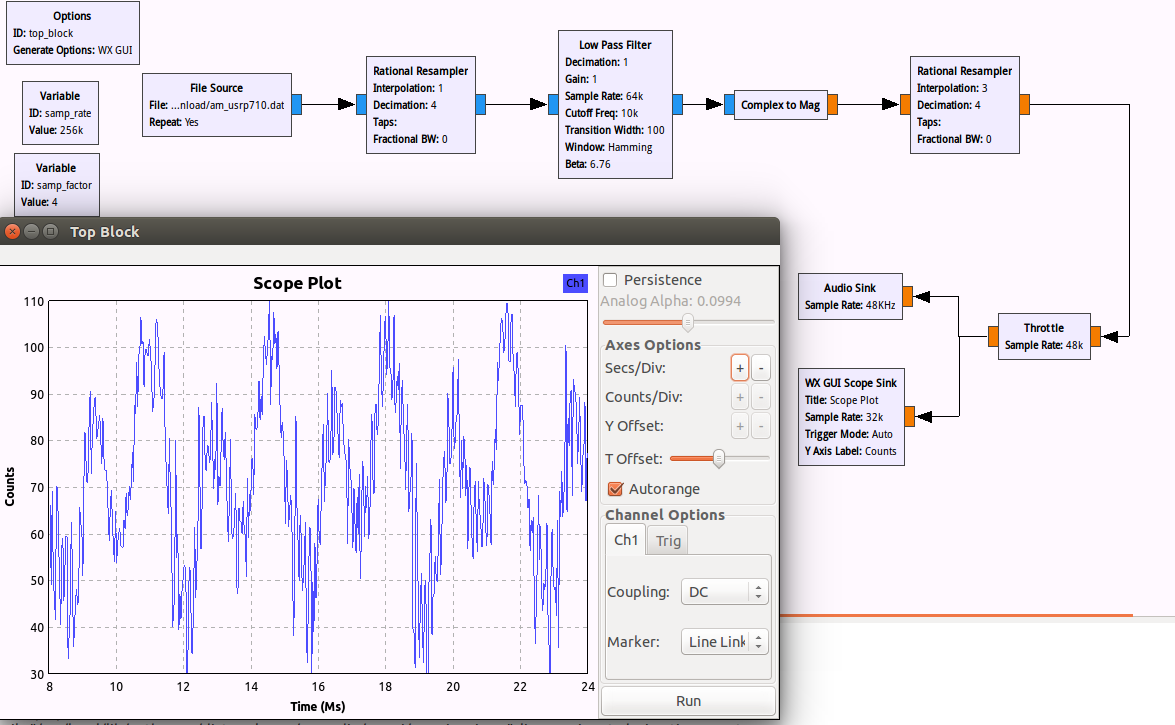 Options
ID: top_block
Generate Options: WX GUI
Variable
ID: samp_rate
Value: 256k
Variable
ID: samp_factor
Value: 4
File Source
File: ...nload/am_usrp710.dat
Repeat: Yes
Rational Resampler
Interpolation: 1
Decimation: 4
Taps:
Fractional BW: 0
Low Pass Filter
Decimation: 1
Gain: 1
Sample Rate: 64k
Cutoff Freq: 10k
Transition Width: 100
Window: Hamming
Beta: 6.76
Complex to Mag
Rational Resampler
Interpolation: 3
Decimation: 4
Taps:
Fractional BW: 0
Audio Sink
Sample Rate: 48KHz
Throttle
Sample Rate: 48k
WX GUI Scope Sink
Title: Scope Plot
Sample Rate: 32k
Trigger Mode: Auto
Y Axis Label: Counts
Top Block
Scope Plot
Ch1
110
100
90
80
70
60
50
40
30
Counts
8 10 12 14 16 18 20 22 24
Time (Ms)
Persistence
Analog Alpha: 0.0994
Axes Options
Secs/Div: + -
Counts/Div: + -
Y Offset: + -
T Offset:
Autorange
Channel Options
Ch1 Trig
Coupling: DC
Marker: Line Link
Run